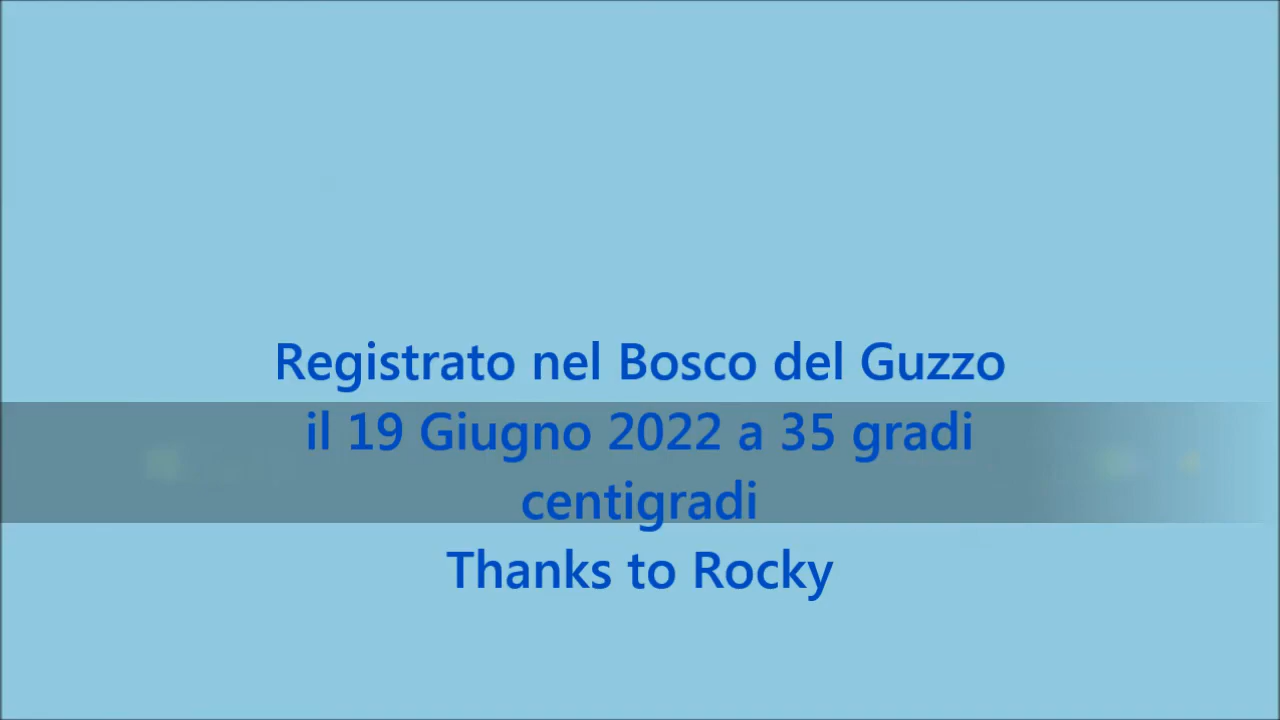 Registrato nel Bosco del Guzzo
il 19 Giugno 2022 a 35 gradi
centigradi
Thanks to Rocky